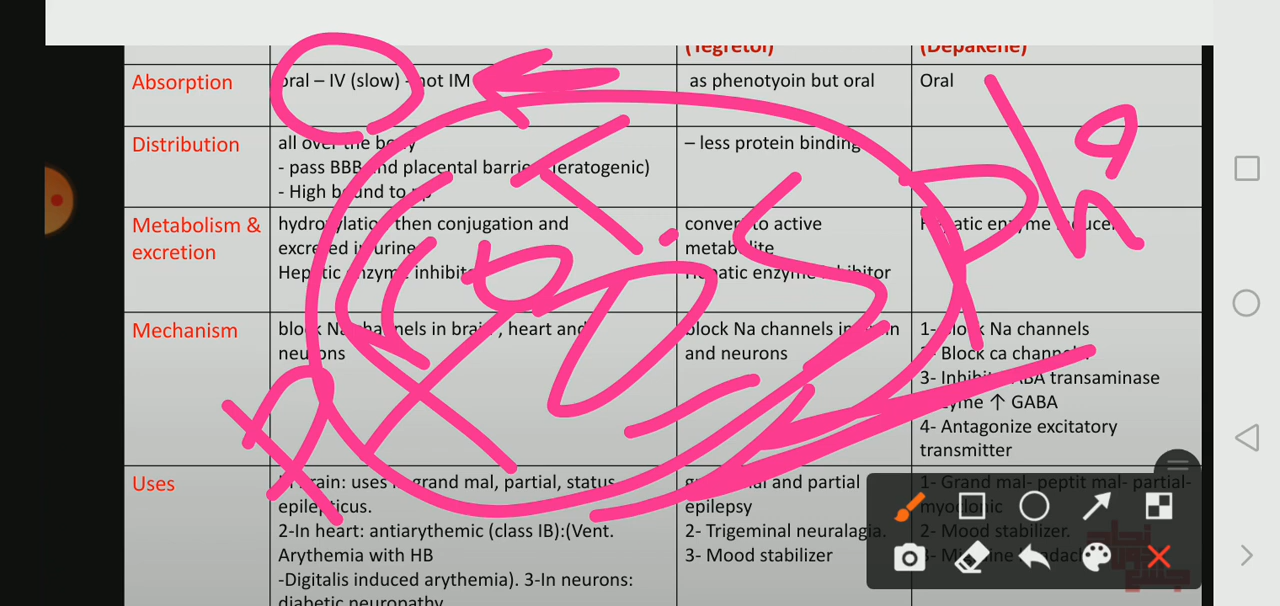 (Tegretol)
(Depakene)
Absorption
oral – IV (slow) - not IM
as phenotyoin but oral
Oral
Distribution
all over the body
- pass BBB and placental barrier (teratogenic)
- High bound to
– less protein binding
Metabolism & excretion
hydroxylation then conjugation and
excreted in urine
Hepatic enzyme inhibitor
convert to active
metabolite
Hepatic enzyme inhibitor
Hepatic enzyme
Mechanism
block Na channels in brain, heart and
neurons
block Na channels in brain
and neurons
1- Block Na channels
2- Block ca channels
3- Inhibit GABA transaminase
enzyme ↑ GABA
4- Antagonize excitatory
transmitter
Uses
brain: uses in grand mal, partial, status
epilepticus.
2-In heart: antiarythemic (class IB):(Vent.
Arythemia with HB
-Digitalis induced arythemia). 3-In neurons:
diabetic neuropathy
grand mal and partial
epilepsy
2- Trigeminal neuralagia.
3- Mood stabilizer
1- Grand mal- peptit mal- partial-
myoclonic
2- Mood stabilizer.
3- Migraine headache